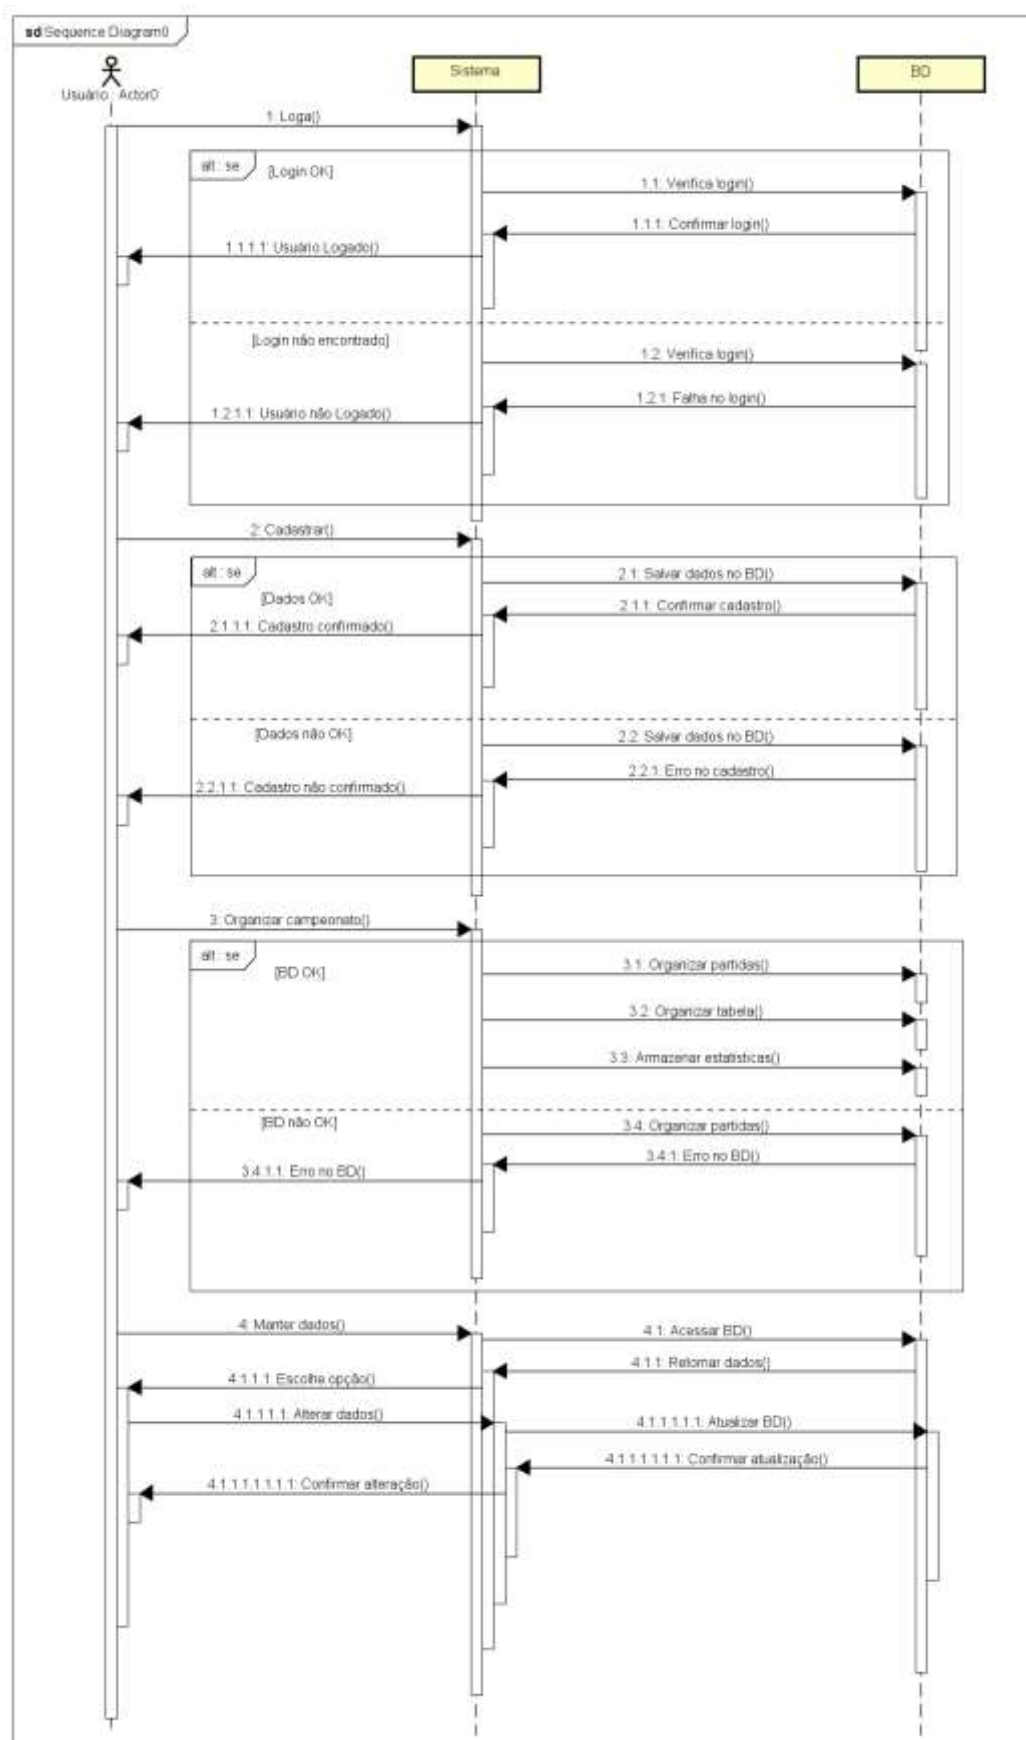 sd Sequence Diagram0
Usuário : Actor0
Sistema
BD
1: Loga()
alt : se
[Login OK]
1.1: Verifica login()
1.1.1: Confirmar login()
1.1.1.1: Usuário Logado()
[Login não encontrado]
1.2: Verifica login()
1.2.1: Falha no login()
1.2.1.1: Usuário não Logado()
2: Cadastrar()
alt : se
2.1: Salvar dados no BD()
[Dados OK]
2.1.1: Confirmar cadastro()
2.1.1.1: Cadastro confirmado()
[Dados não OK]
2.2: Salvar dados no BD()
2.2.1: Erro no cadastro()
2.2.1.1: Cadastro não confirmado()
3: Organizar campeonato()
alt : se
[BD OK]
3.1: Organizar partidas()
3.2: Organizar tabela()
3.3: Armazenar estatísticas()
[BD não OK]
3.4: Organizar partidas()
3.4.1: Erro no BD()
3.4.1.1: Erro no BD()
4: Manter dados()
4.1: Acessar BD()
4.1.1: Retornar dados()
4.1.1.1: Escolhe opção()
4.1.1.1.1: Alterar dados()
4.1.1.1.1.1: Atualizar BD()
4.1.1.1.1.1.1: Confirmar atualização()
4.1.1.1.1.1.1.1: Confirmar alteração()